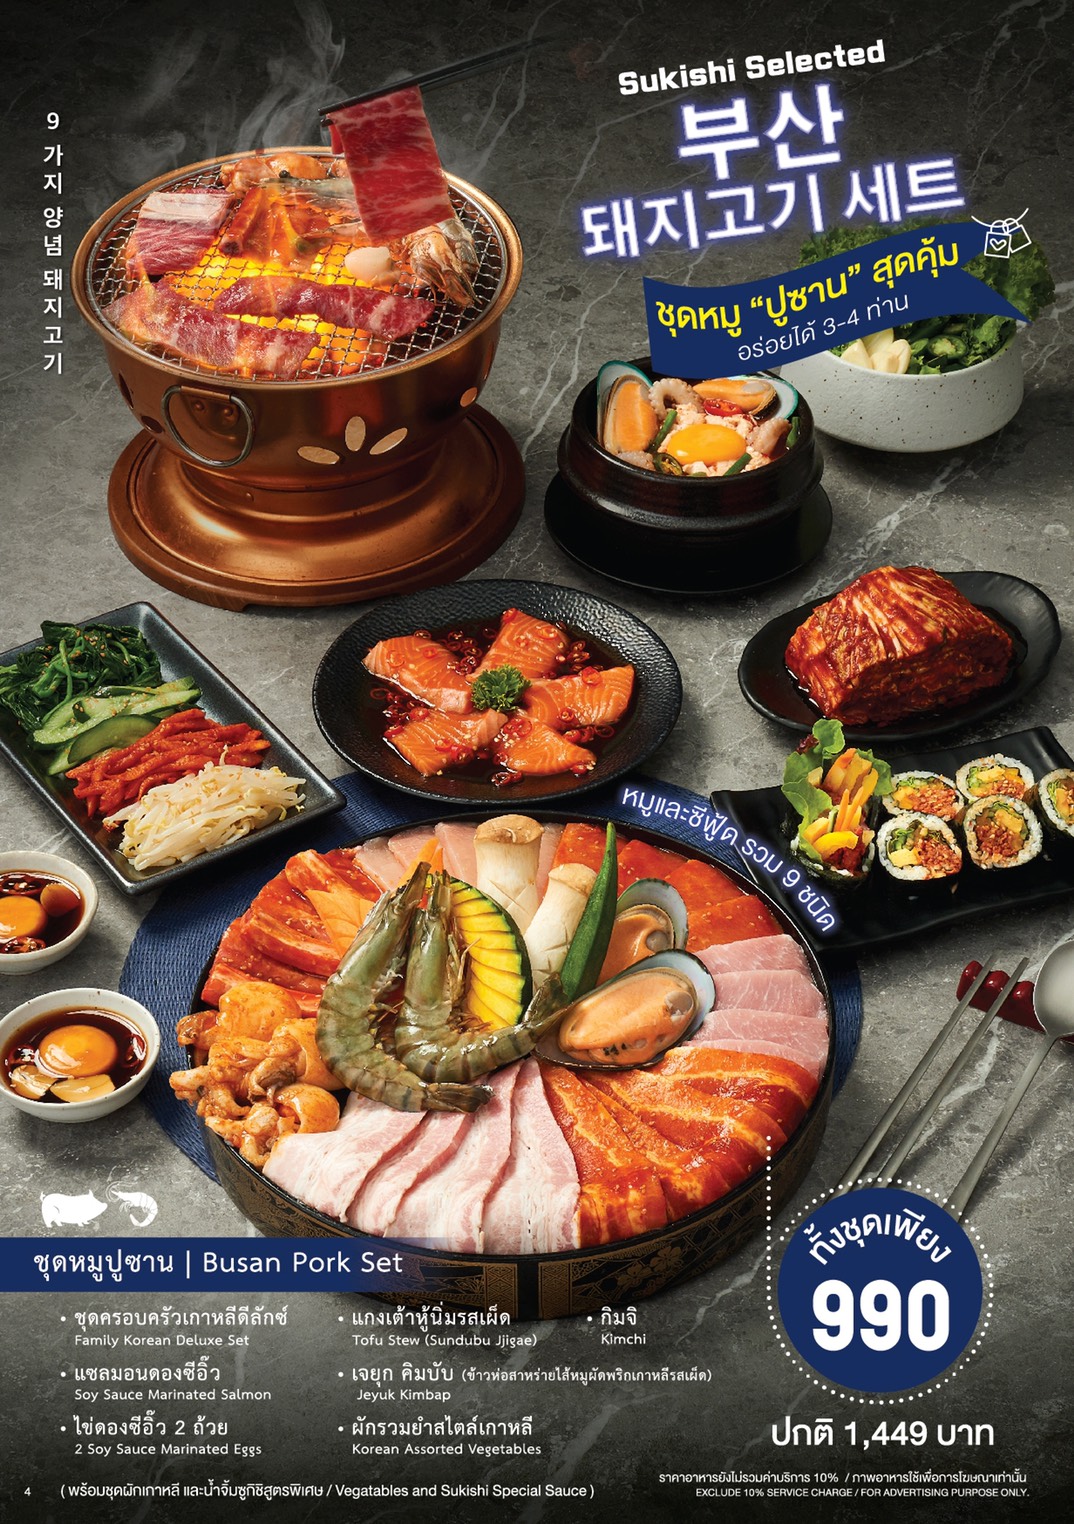 Sukishi Selected
부산
돼지고기 세트
ชุดหมู “ปูซาน” สุดคุ้ม
อร่อยได้ 3-4 ท่าน
9 가지 양념 돼지고기
หมูและซีฟู้ด รวม 9 ชนิด
ชุดหมูปูซาน | Busan Pork Set
• ชุดครอบครัวเกาหลีดีลักซ์
Family Korean Deluxe Set
• แซลมอนดองซีอิ๊ว
Soy Sauce Marinated Salmon
• ไข่ดองซีอิ๊ว 2 ถ้วย
2 Soy Sauce Marinated Eggs
• แกงเต้าหู้นิ่มรสเผ็ด
Tofu Stew (Sundubu Jjigae)
• เจยุก คิมบับ (ข้าวห่อสาหร่ายไส้หมูผัดพริกเกาหลีรสเผ็ด)
Jeyuk Kimbap
• ผักรวมยำสไตล์เกาหลี
Korean Assorted Vegetables
• กิมจิ
Kimchi
ทั้งชุดเพียง
990
ปกติ 1,449 บาท
ราคาอาหารยังไม่รวมค่าบริการ 10% / ภาพอาหารใช้เพื่อการโฆษณาเท่านั้น
EXCLUDE 10% SERVICE CHARGE / FOR ADVERTISING PURPOSE ONLY.
4
( พร้อมชุดผักเกาหลี และน้ำจิ้มซูกิชิสูตรพิเศษ / Vegatables and Sukishi Special Sauce )